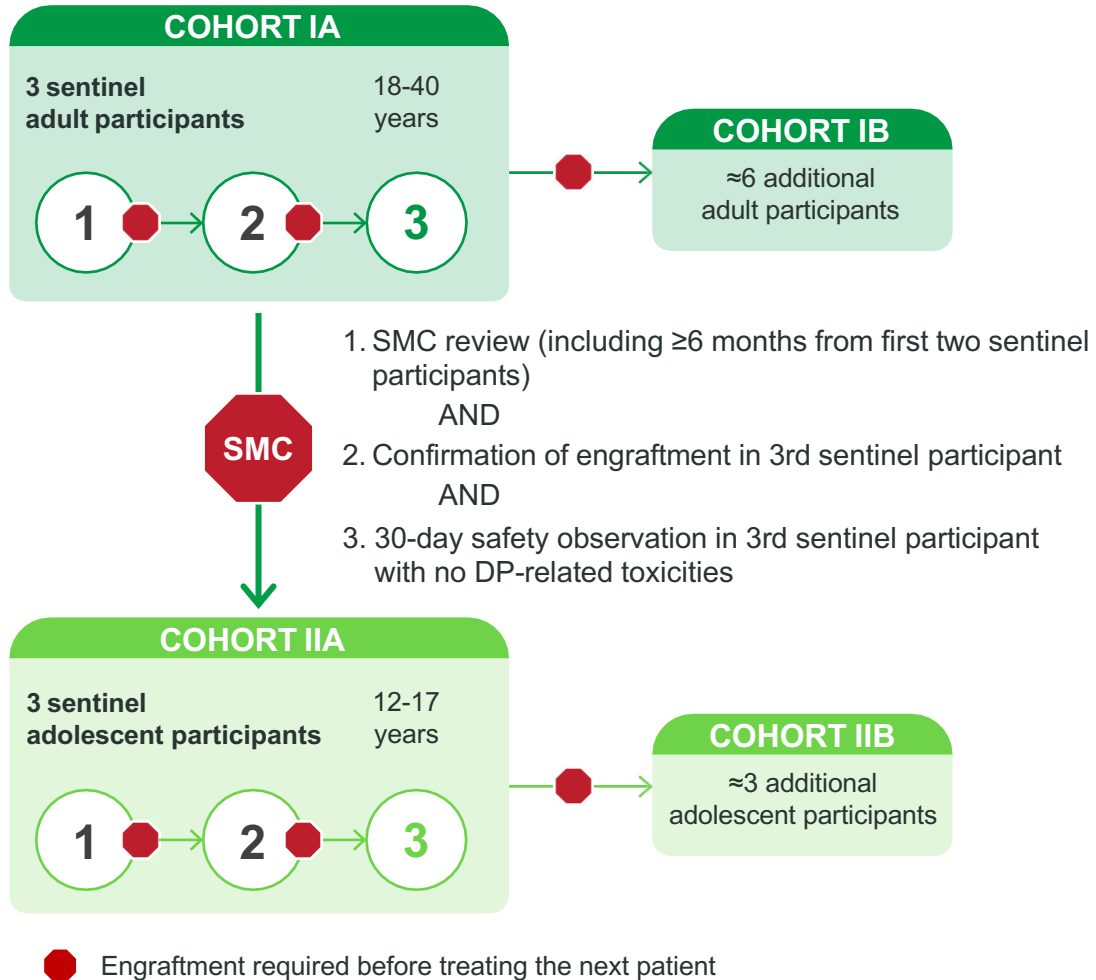 COHORT IA
3 sentinel
adult participants
18-40
years
1
2
3
COHORT IB
≈6 additional
adult participants
SMC
1. SMC review (including ≥6 months from first two sentinel
participants)
AND
2. Confirmation of engraftment in 3rd sentinel participant
AND
3. 30-day safety observation in 3rd sentinel participant
with no DP-related toxicities
COHORT IIA
3 sentinel
adolescent participants
12-17
years
1
2
3
COHORT IIB
≈3 additional
adolescent participants
Engraftment required before treating the next patient